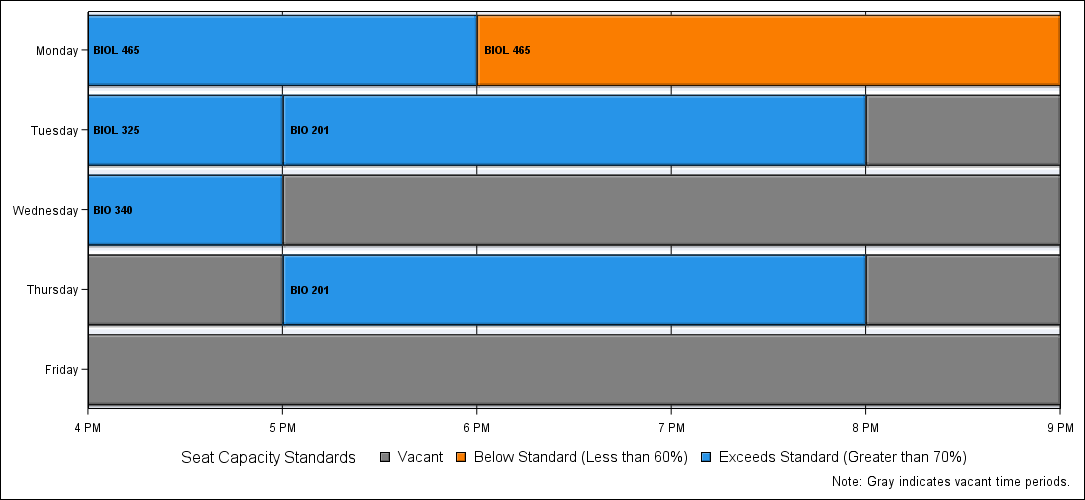 Monday BIOL 465 BIOL 465
Tuesday BIOL 325 BIO 201
Wednesday BIO 340
Thursday BIO 201
Friday
4 PM 5 PM 6 PM 7 PM 8 PM 9 PM
Seat Capacity Standards Vacant Below Standard (Less than 60%) Exceeds Standard (Greater than 70%)
Note: Gray indicates vacant time periods.